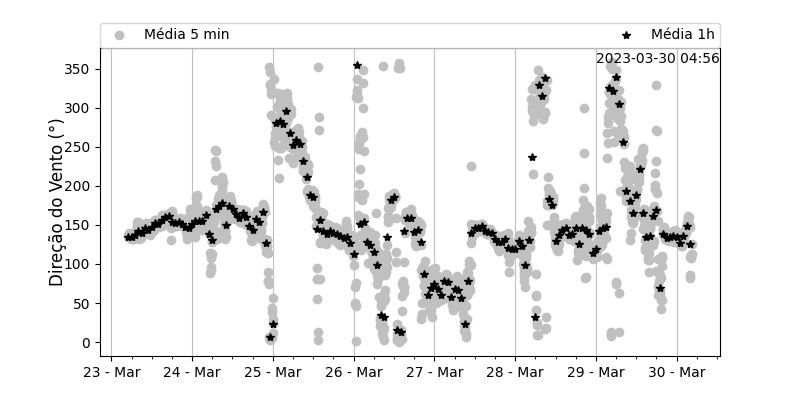 Média 5 min
Média 1h
2023-03-30 04:56
Direção do Vento (°)
350
300
250
200
150
100
50
0
23 - Mar
24 - Mar
25 - Mar
26 - Mar
27 - Mar
28 - Mar
29 - Mar
30 - Mar